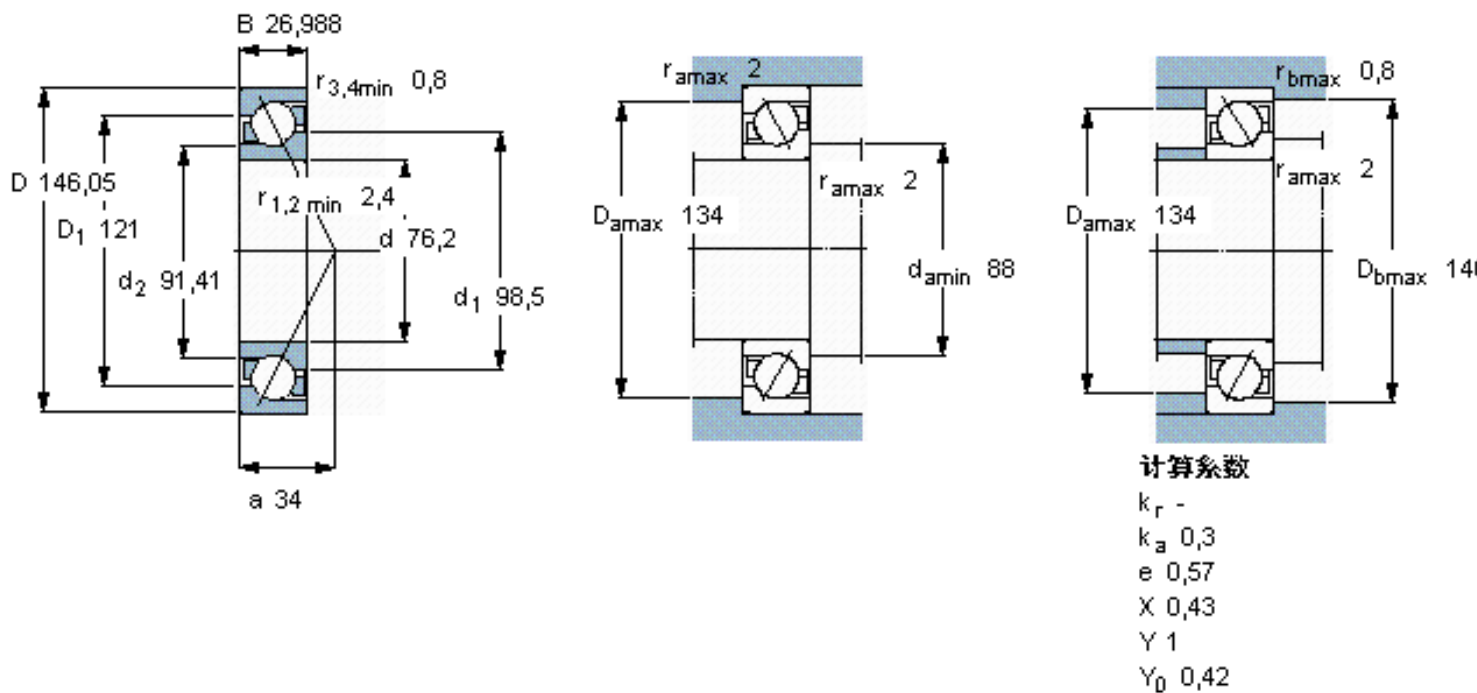 B 26,988
r3,4min 0,8
D 146,05
D1 121
d2 91,41
r1,2 min 2,4
d 76,2
d1 98,5
a 34
ramax 2
ramax 2
Damax 134
damin 88
rbmax 0,8
ramax 2
Damax 134
Dbmax
计算系数
kr -
ka 0,3
e 0,57
X 0,43
Y 1
Y0 0,42